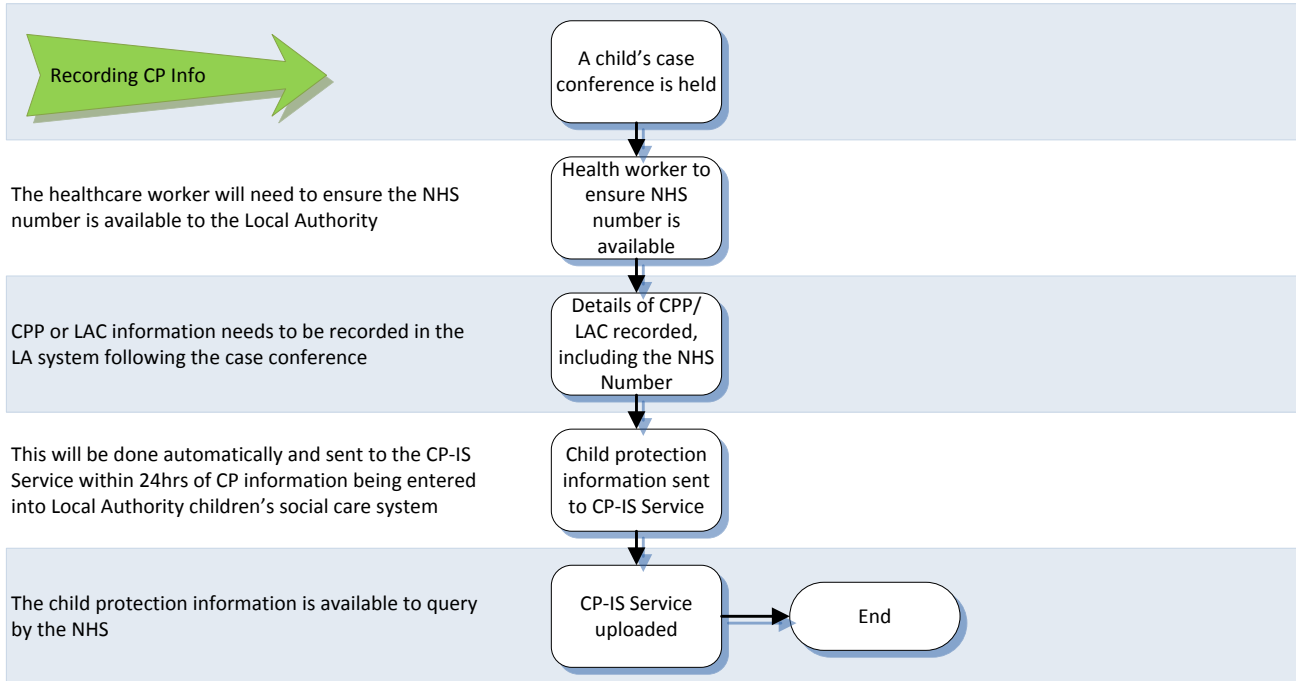 Recording CP Info
A child’s case
conference is held
The healthcare worker will need to ensure the NHS
number is available to the Local Authority
Health worker to
ensure NHS
number is
available
CPP or LAC information needs to be recorded in the
LA system following the case conference
Details of CPP/
LAC recorded,
including the NHS
Number
This will be done automatically and sent to the CP-IS
Service within 24hrs of CP information being entered
into Local Authority children’s social care system
Child protection
information sent
to CP-IS Service
The child protection information is available to query
by the NHS
CP-IS Service
uploaded
End